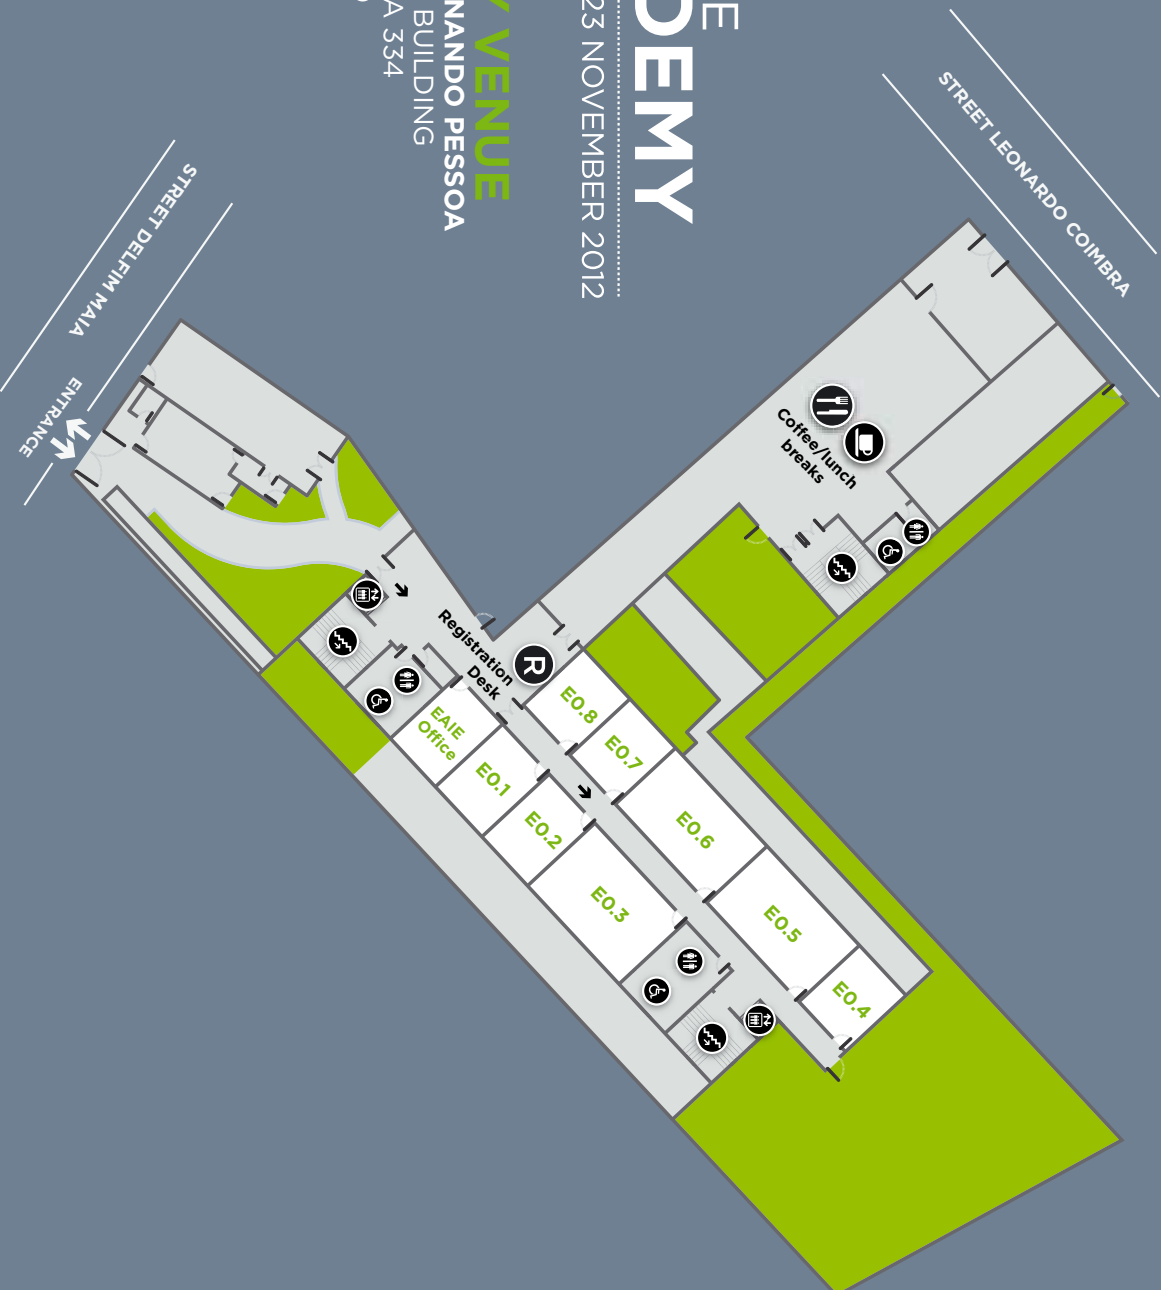 E
DEMY
23 NOVEMBER 2012
Y VENUE
NANDO PESSOA
BUILDING
A 334
STREET LEONARDO COIMBRA
STREET DELFIM MAIA
ENTRANCE
Coffee/lunch
breaks
Registration
Desk
R
EAIE
Office
E0.1
E0.2
E0.3
E0.8
E0.7
E0.6
E0.5
E0.4